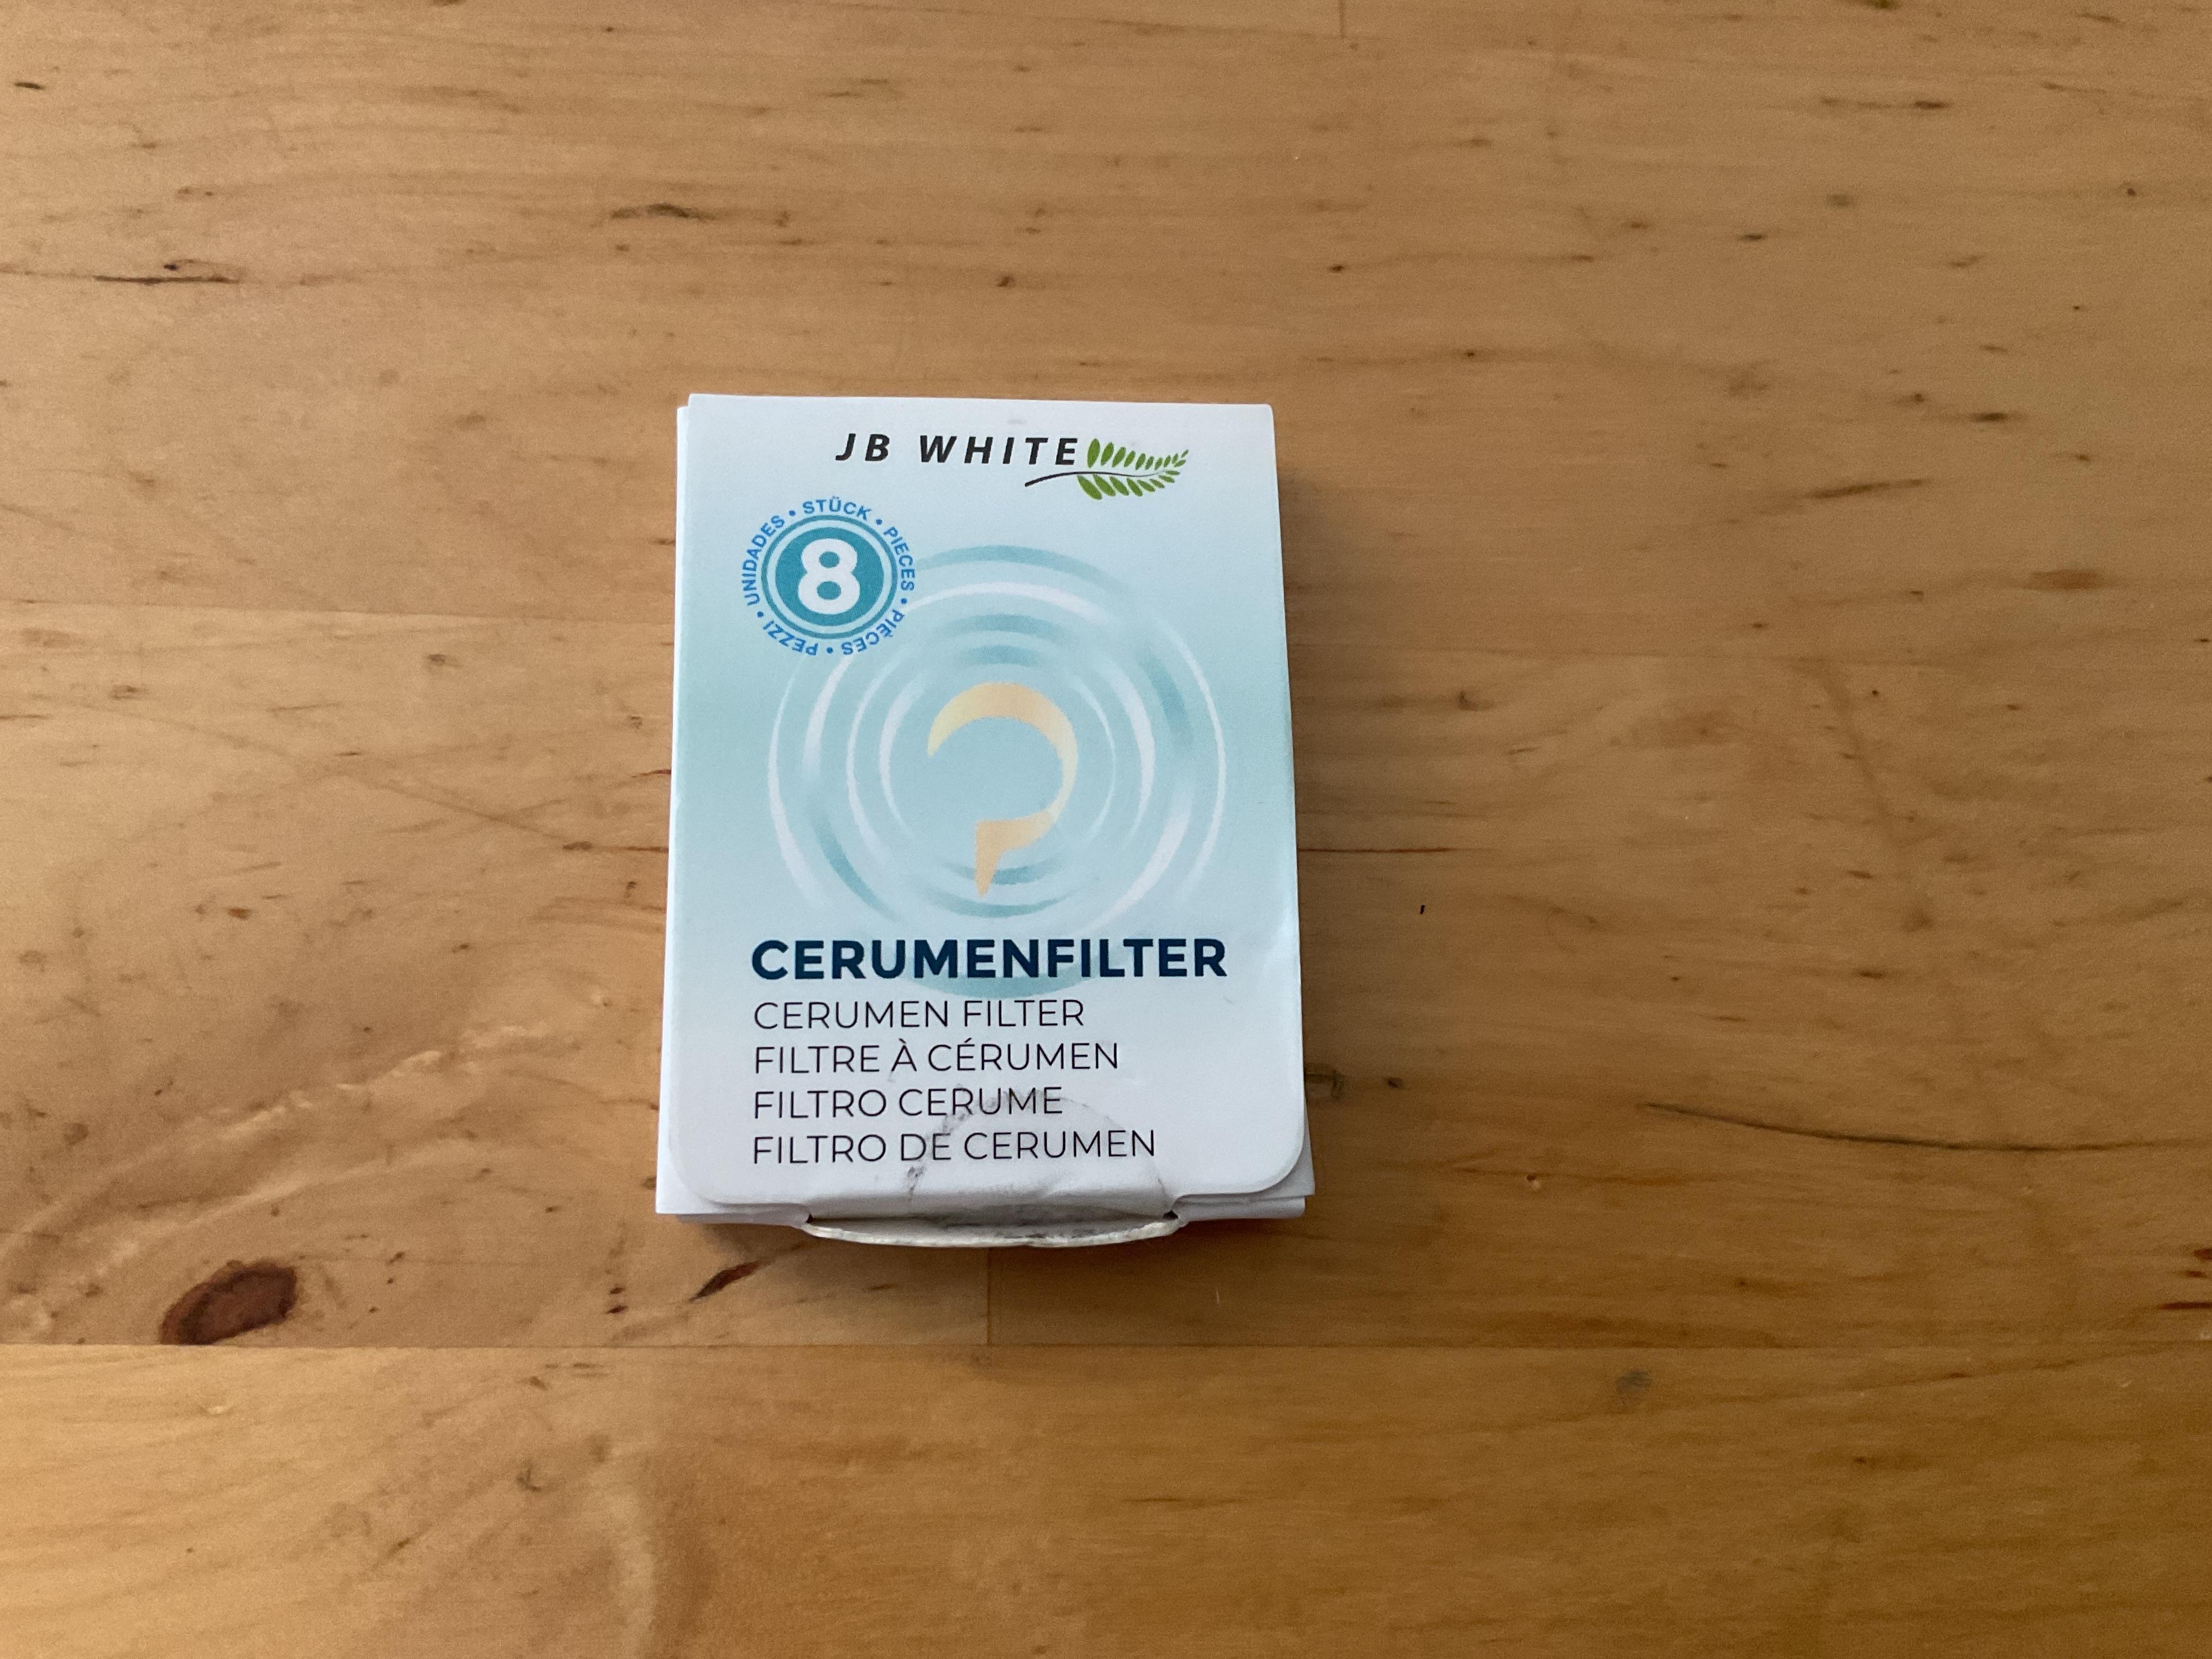 JB WHITE
STÜCK • PIECES • PIÈCES • PEZZI • UNIDADES •
8
CERUMENFILTER
CERUMEN FILTER
FILTRE À CÉRUMEN
FILTRO CERUME
FILTRO DE CERUMEN